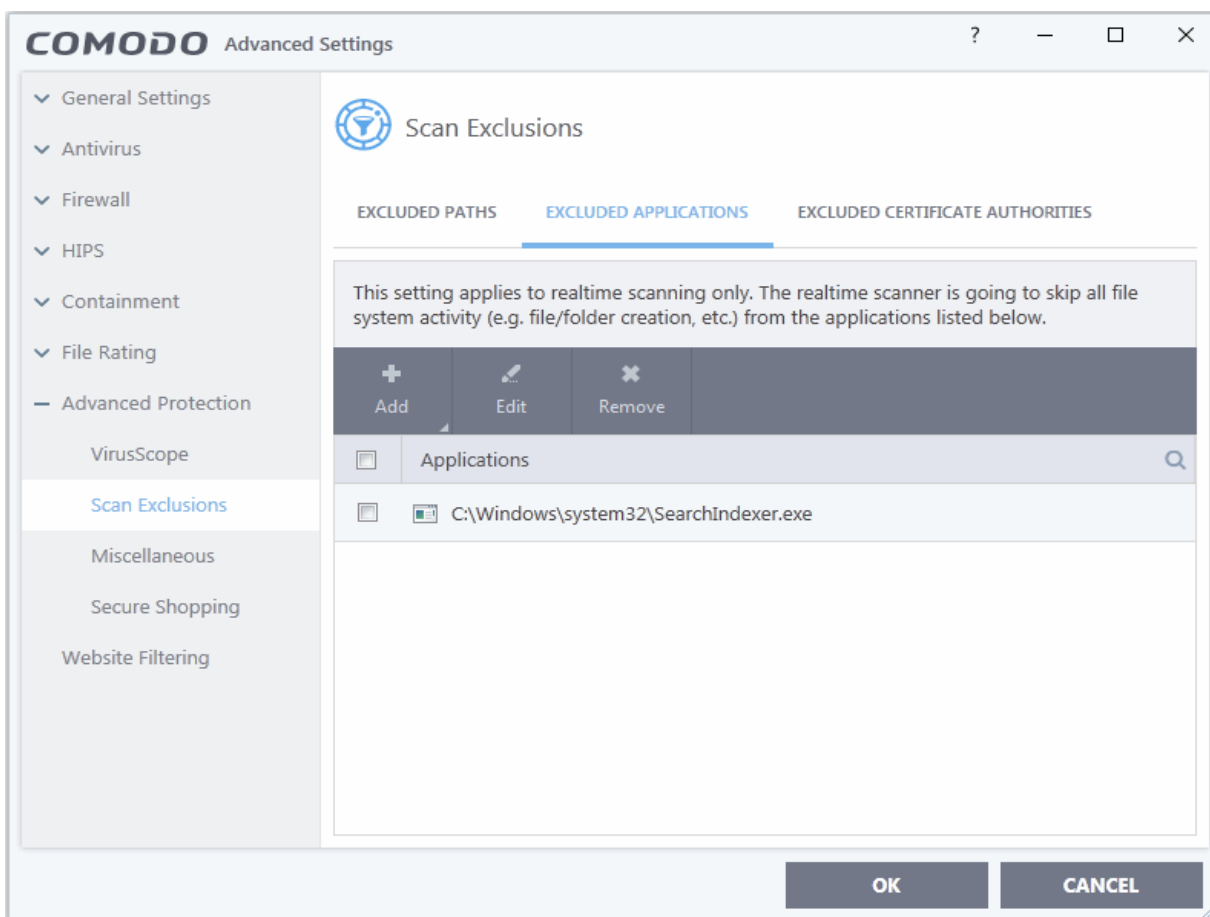 COMODO Advanced Settings
?
General Settings
Antivirus
Firewall
HIPS
Containment
File Rating
Advanced Protection
VirusScope
Scan Exclusions
Miscellaneous
Secure Shopping
Website Filtering
Scan Exclusions
EXCLUDED PATHS EXCLUDED APPLICATIONS EXCLUDED CERTIFICATE AUTHORITIES
This setting applies to realtime scanning only. The realtime scanner is going to skip all file
system activity (e.g. file/folder creation, etc.) from the applications listed below.
Add Edit Remove
Applications
C:\Windows\system32\SearchIndexer.exe
OK CANCEL